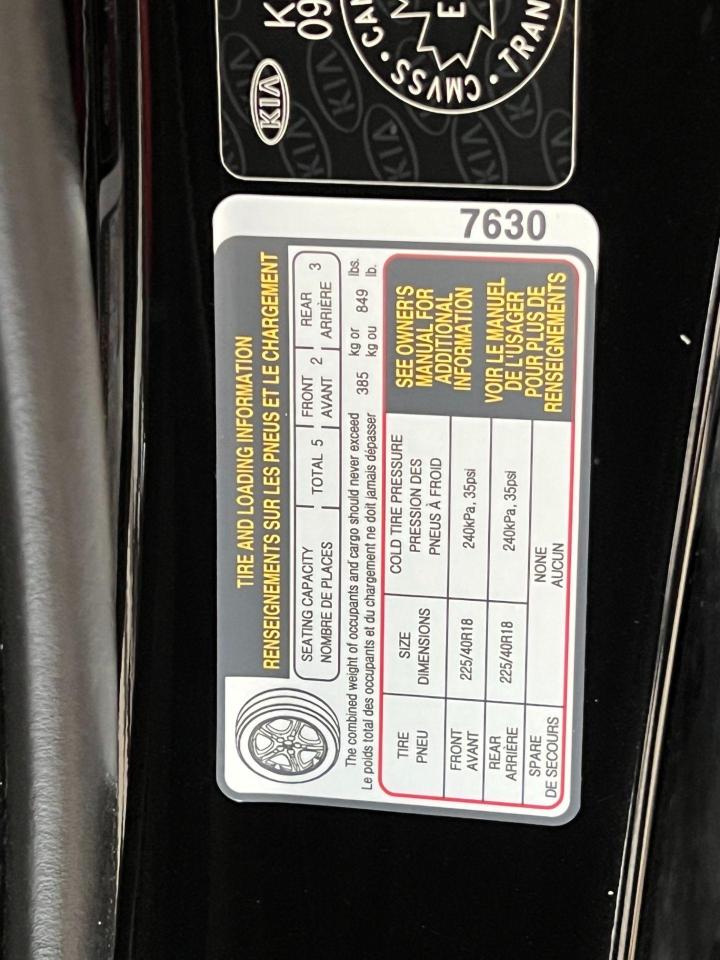 KIA
K
09
CMVSS • CAN
TRAN
E
7630
TIRE AND LOADING INFORMATION
RENSEIGNEMENTS SUR LES PNEUS ET LE CHARGEMENT
SEATING CAPACITY
NOMBRE DE PLACES
TOTAL 5
FRONT
AVANT
2
REAR
ARRIÈRE
3
The combined weight of occupants and cargo should never exceed 385 kg or 849 lbs.
Le poids total des occupants et du chargement ne doit jamais dépasser kg ou lb.
TIRE
PNEU
SIZE
DIMENSIONS
COLD TIRE PRESSURE
PRESSION DES
PNEUS À FROID
FRONT
AVANT
225/40R18
240kPa, 35psi
REAR
ARRIÈRE
225/40R18
240kPa, 35psi
SPARE
DE SECOURS
NONE
AUCUN
SEE OWNER'S
MANUAL FOR
ADDITIONAL
INFORMATION
VOIR LE MANUEL
DE L'USAGER
POUR PLUS DE
RENSEIGNEMENTS